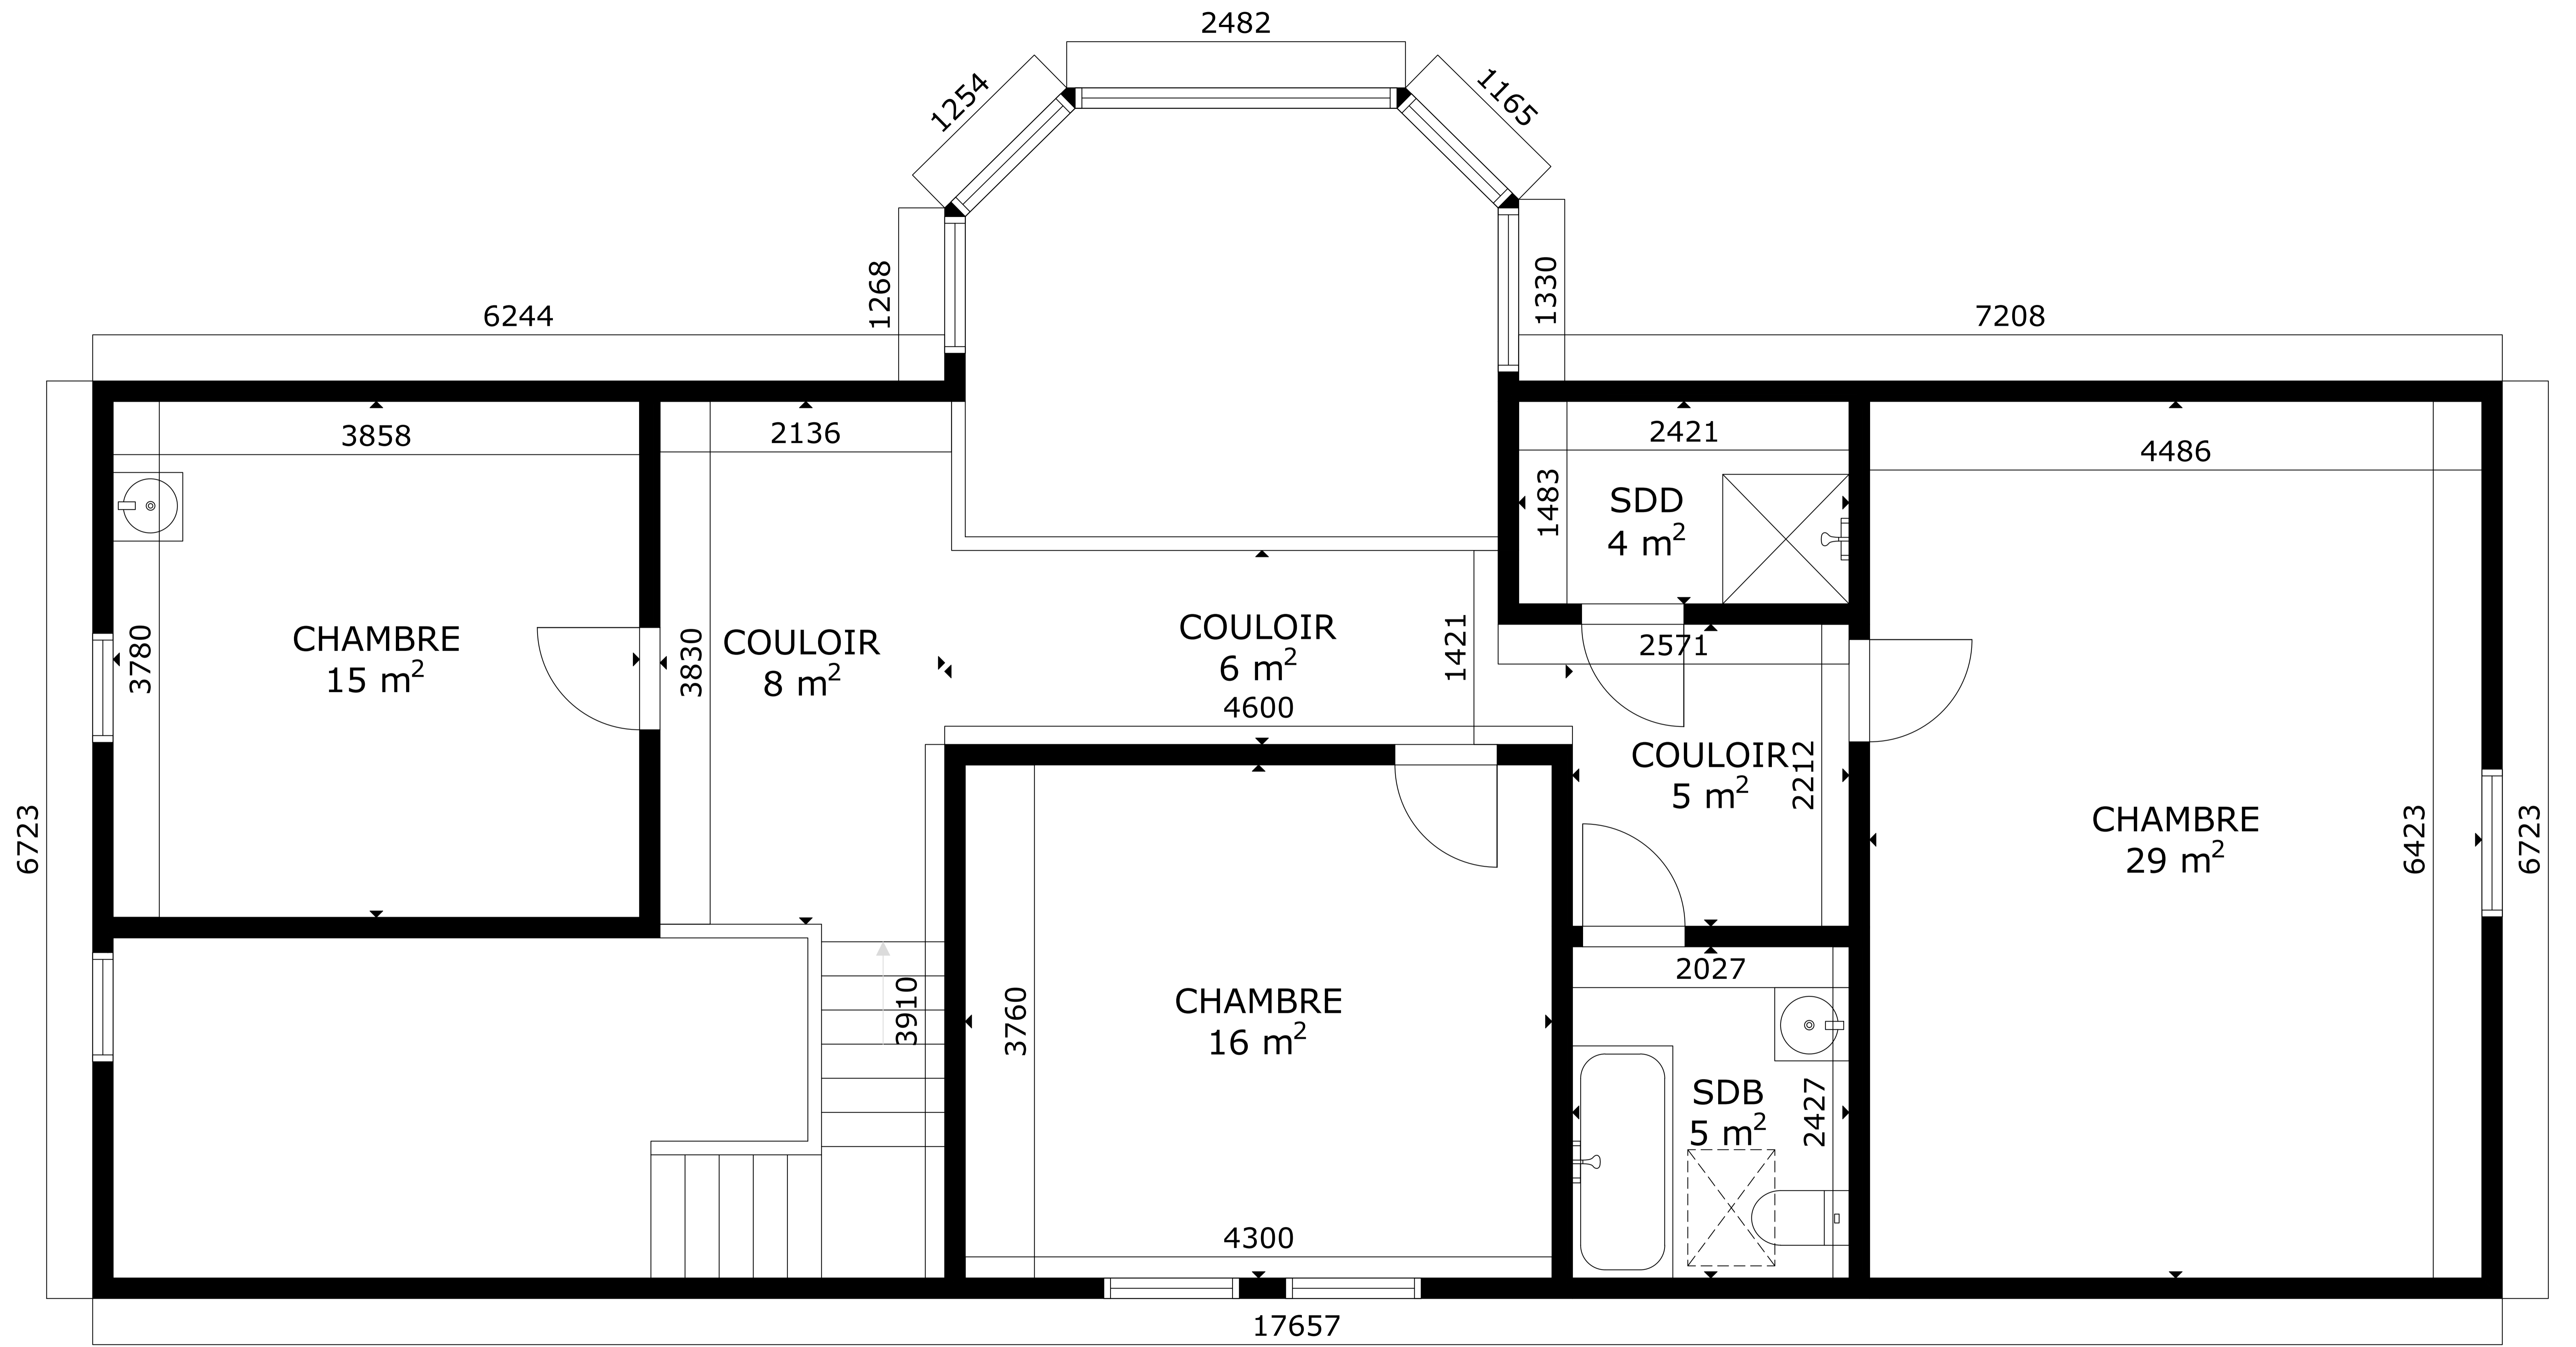 2482
1254
1165
1268
1330
6244
7208
3858
2136
2421
4486
1483
SDD
4 m²
CHAMBRE
15 m²
3780
3830
COULOIR
8 m²
COULOIR
6 m²
1421
2571
4600
COULOIR
5 m²
2212
CHAMBRE
29 m²
6423
6723
6723
2027
CHAMBRE
16 m²
3910
3760
SDB
5 m²
2427
4300
17657